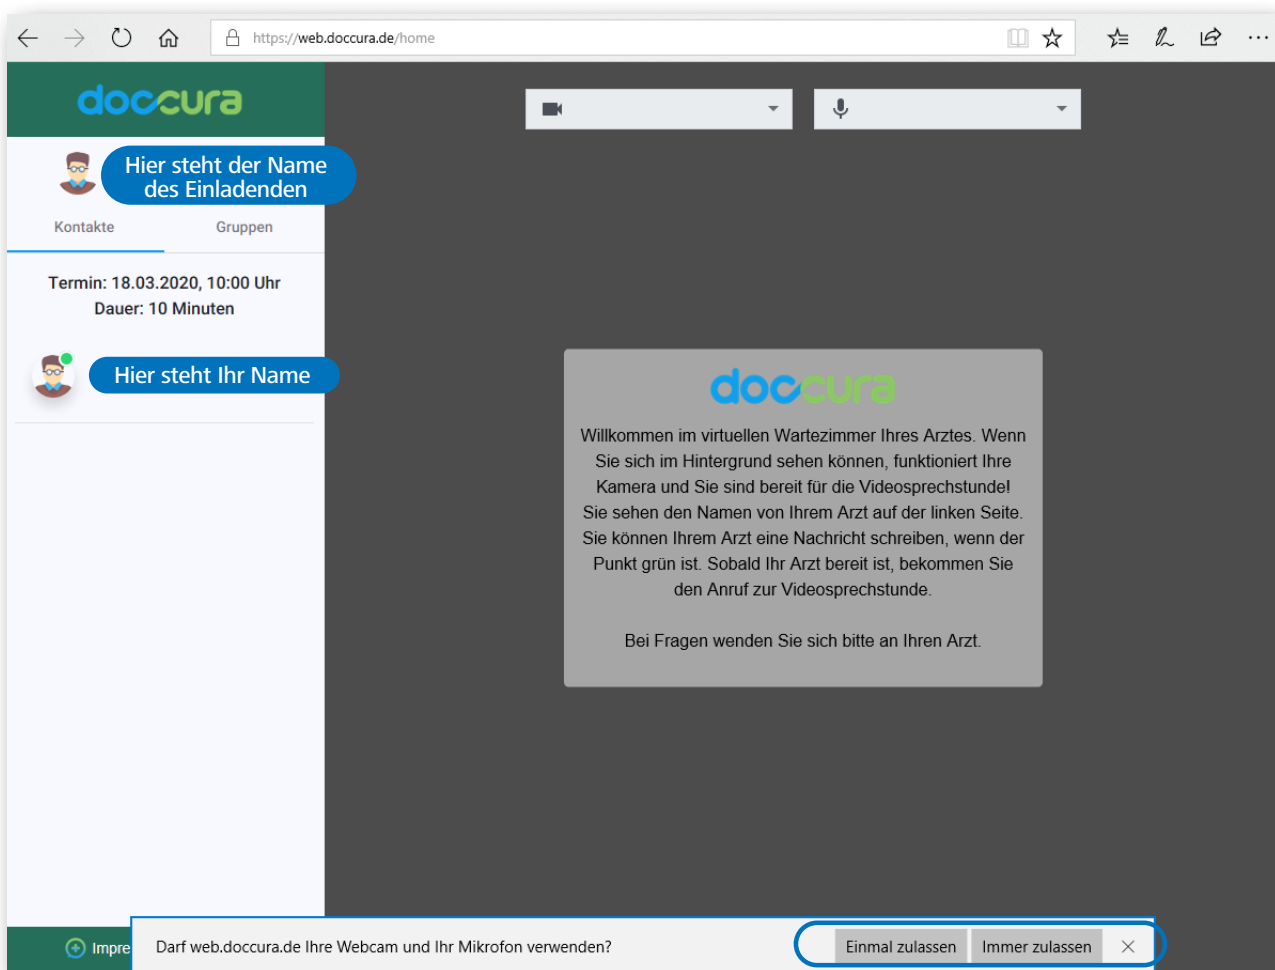 https://web.doccura.de/home
doccura
Hier steht der Name
des Einladenden
Kontakte
Gruppen
Termin: 18.03.2020, 10:00 Uhr
Dauer: 10 Minuten
Hier steht Ihr Name
doccura
Willkommen im virtuellen Wartezimmer Ihres Arztes. Wenn
Sie sich im Hintergrund sehen können, funktioniert Ihre
Kamera und Sie sind bereit für die Videosprechstunde!
Sie sehen den Namen von Ihrem Arzt auf der linken Seite.
Sie können Ihrem Arzt eine Nachricht schreiben, wenn der
Punkt grün ist. Sobald Ihr Arzt bereit ist, bekommen Sie
den Anruf zur Videosprechstunde.
Bei Fragen wenden Sie sich bitte an Ihren Arzt.
Impre
Darf web.doccura.de Ihre Webcam und Ihr Mikrofon verwenden?
Einmal zulassen
Immer zulassen